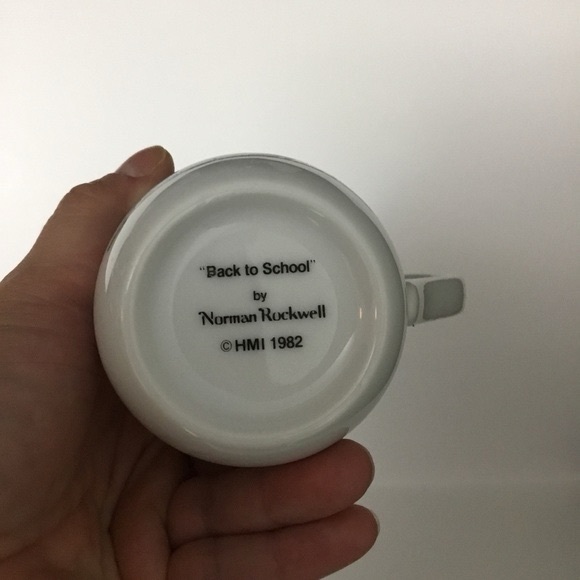 "Back to School"
by
Norman Rockwell
© HMI 1982